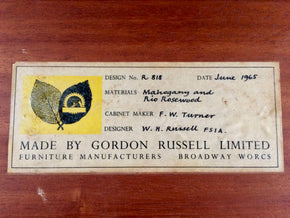 DESIGN No. R 818 DATE June 1965
MATERIALS Mahogany and
Rio Rosewood
CABINET MAKER F. W. Turner
DESIGNER W. H. Russell FSIA.
MADE BY GORDON RUSSELL LIMITED
FURNITURE MANUFACTURERS BROADWAY WORCS